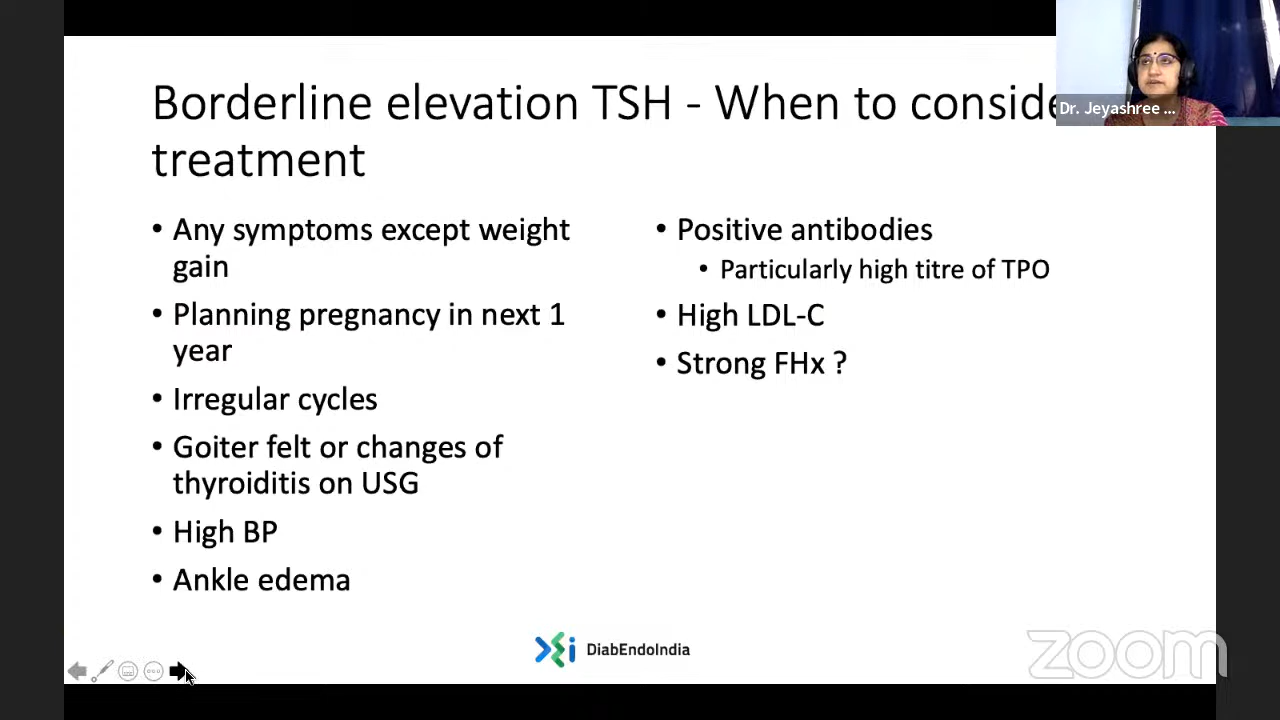 Borderline elevation TSH - When to conside
treatment
• Any symptoms except weight
gain
• Planning pregnancy in next 1
year
• Irregular cycles
• Goiter felt or changes of
thyroiditis on USG
• High BP
• Ankle edema
• Positive antibodies
• Particularly high titre of TPO
• High LDL-C
• Strong FHx ?
Dr. Jeyashree ...
DiabEndoIndia
zoom